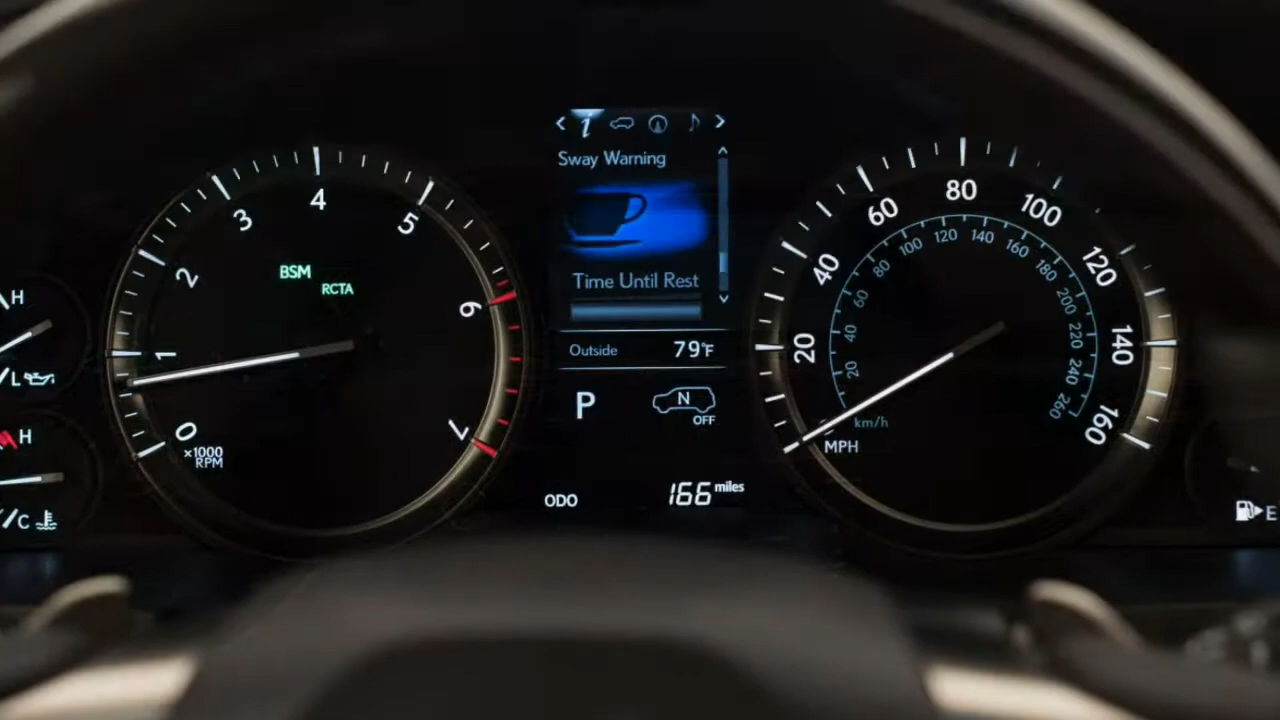 H
L
H
C
0
1
2
3
4
5
6
7
×1000
RPM
BSM
RCTA
i
Sway Warning
Time Until Rest
Outside 79°F
P
N
OFF
ODO 166 miles
20
40
60
80
100
120
140
160
20
40
60
80
100
120
140
160
180
200
220
240
260
km/h
MPH
E